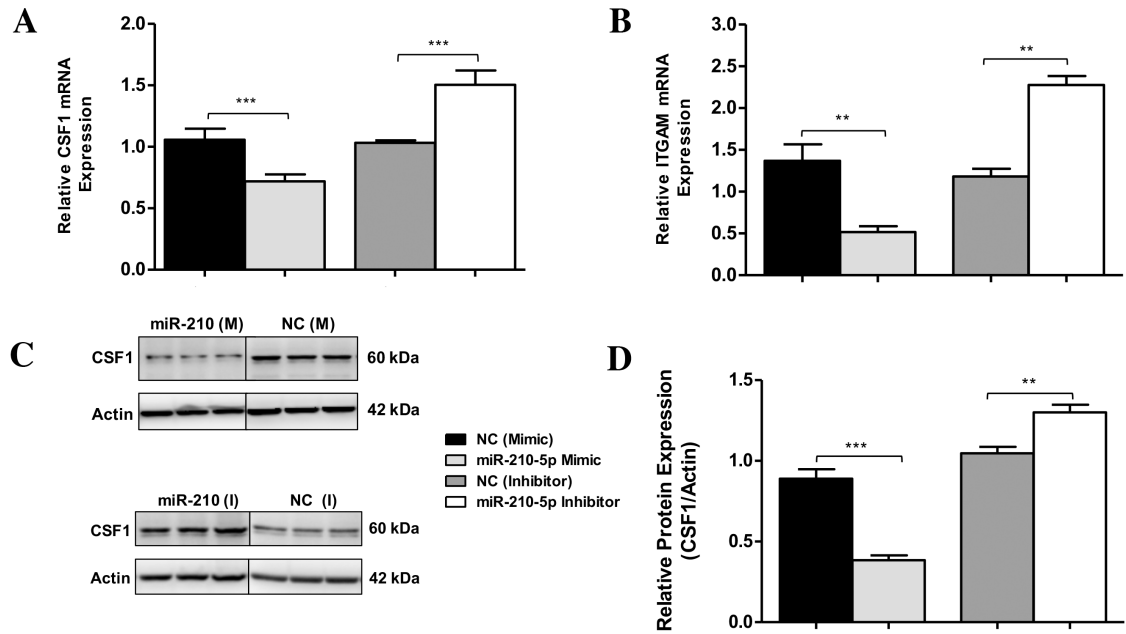 A
Relative CSF1 mRNA
Expression
2.0
1.5
1.0
0.5
0.0
***
***
B
Relative ITGAM mRNA
Expression
3.0
2.5
2.0
1.5
1.0
0.5
0.0
**
**
C
miR-210 (M) NC (M)
CSF1 60 kDa
Actin 42 kDa
miR-210 (I) NC (I)
CSF1 60 kDa
Actin 42 kDa
NC (Mimic)
miR-210-5p Mimic
NC (Inhibitor)
miR-210-5p Inhibitor
D
Relative Protein Expression
(CSF1/Actin)
1.5
1.0
0.5
0.0
***
**